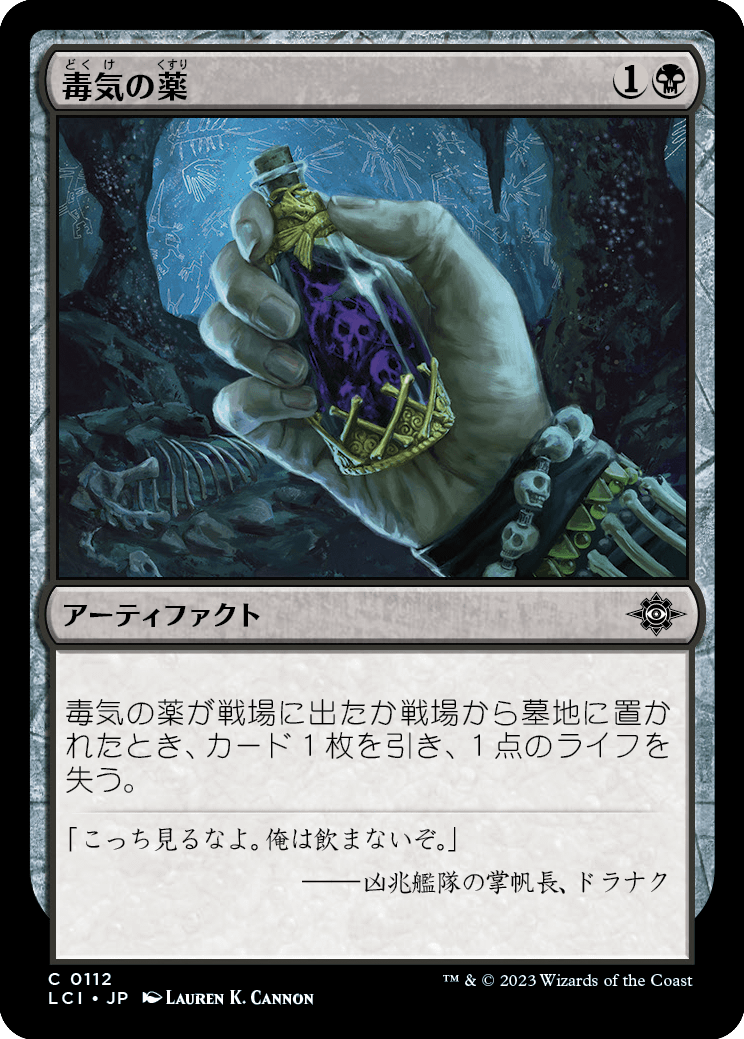 どくけ くすり
毒気の薬 1
アーティファクト
毒気の薬が戦場に出たか戦場から墓地に置か
れたとき、カード1枚を引き、1点のライフを
失う。
「こっち見るなよ。俺は飲まないぞ。」
――凶兆艦隊の掌帆長、ドラナク
C 0112
LCI • JP LAUREN K. CANNON
™ & © 2023 Wizards of the Coast